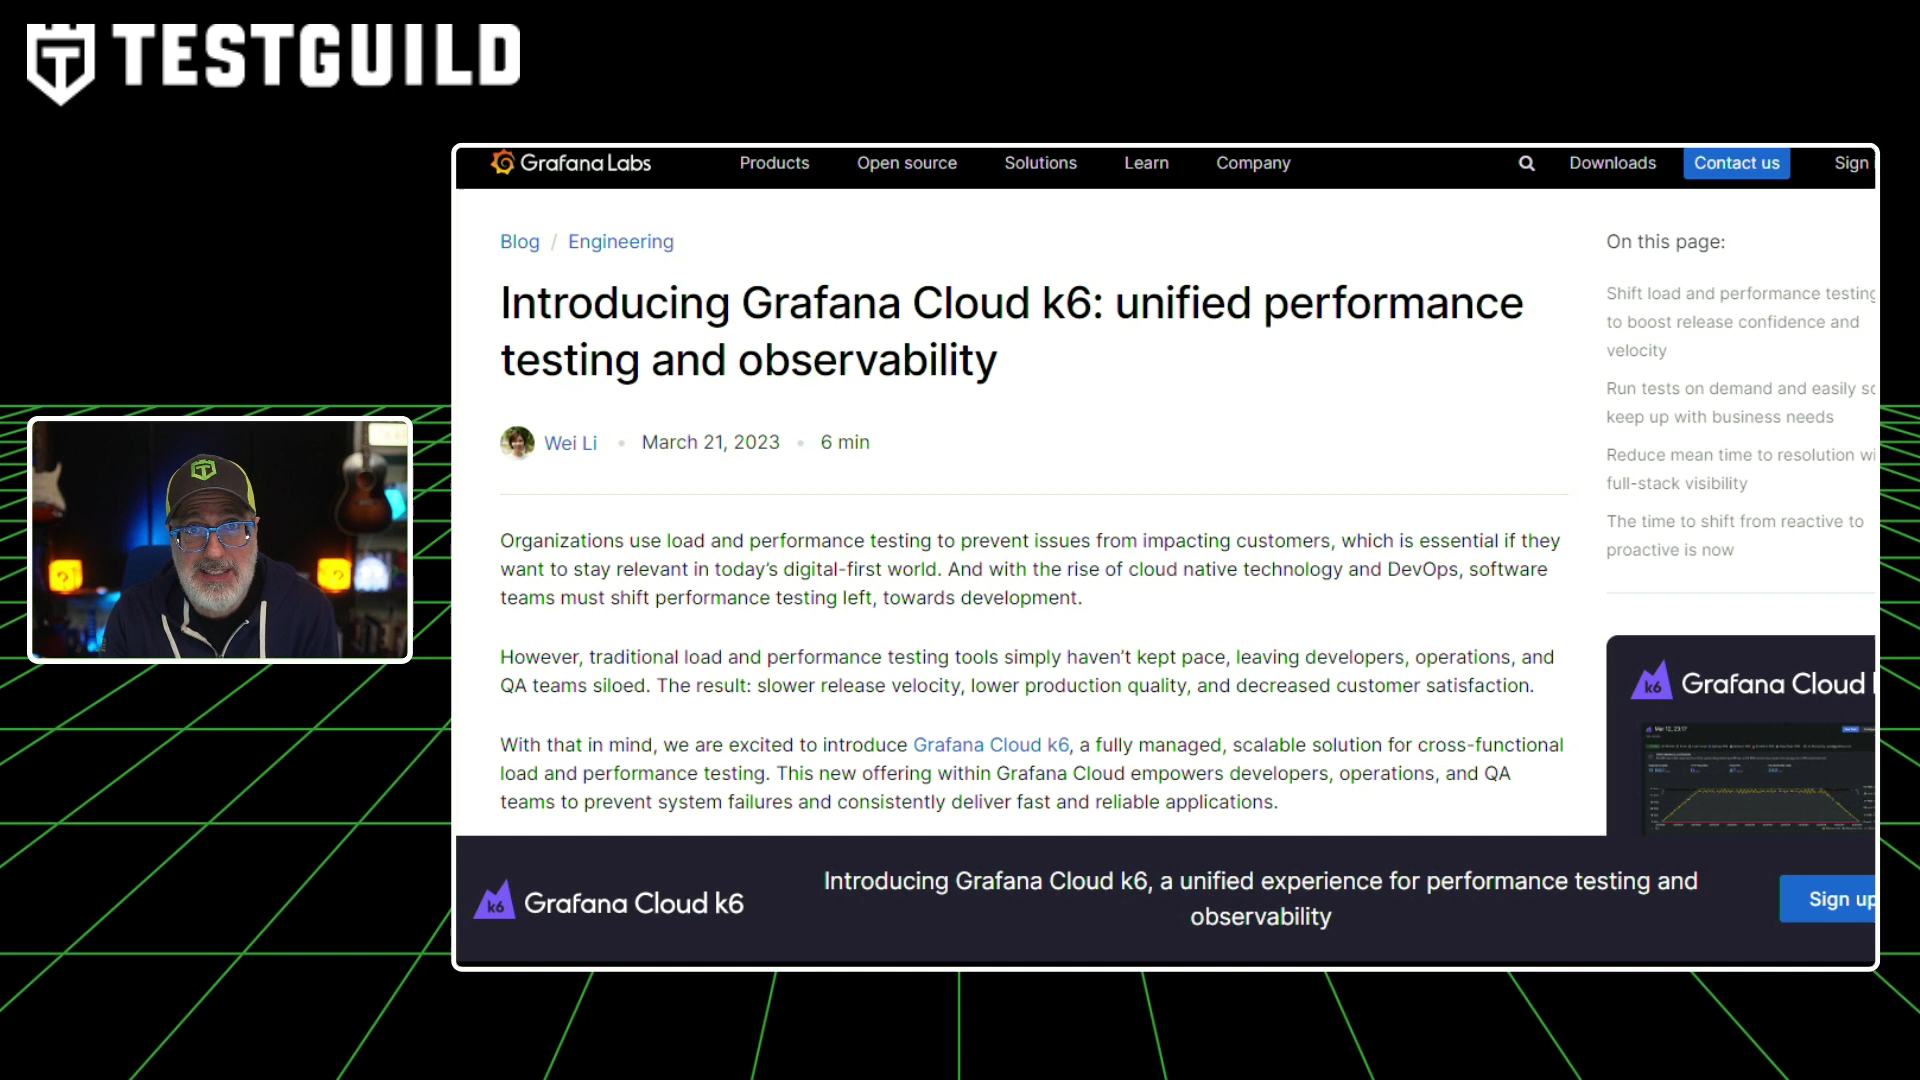 TESTGUILD
Grafana Labs
Products
Open source
Solutions
Learn
Company
Downloads
Contact us
Sign
Blog / Engineering
Introducing Grafana Cloud k6: unified performance
testing and observability
Wei Li • March 21, 2023 • 6 min
Organizations use load and performance testing to prevent issues from impacting customers, which is essential if they
want to stay relevant in today’s digital-first world. And with the rise of cloud native technology and DevOps, software
teams must shift performance testing left, towards development.
However, traditional load and performance testing tools simply haven’t kept pace, leaving developers, operations, and
QA teams siloed. The result: slower release velocity, lower production quality, and decreased customer satisfaction.
With that in mind, we are excited to introduce Grafana Cloud k6, a fully managed, scalable solution for cross-functional
load and performance testing. This new offering within Grafana Cloud empowers developers, operations, and QA
teams to prevent system failures and consistently deliver fast and reliable applications.
On this page:
Shift load and performance testing
to boost release confidence and
velocity
Run tests on demand and easily sc
keep up with business needs
Reduce mean time to resolution wi
full-stack visibility
The time to shift from reactive to
proactive is now
k6 Grafana Cloud
k6 Grafana Cloud k6
Introducing Grafana Cloud k6, a unified experience for performance testing and
observability
Sign up